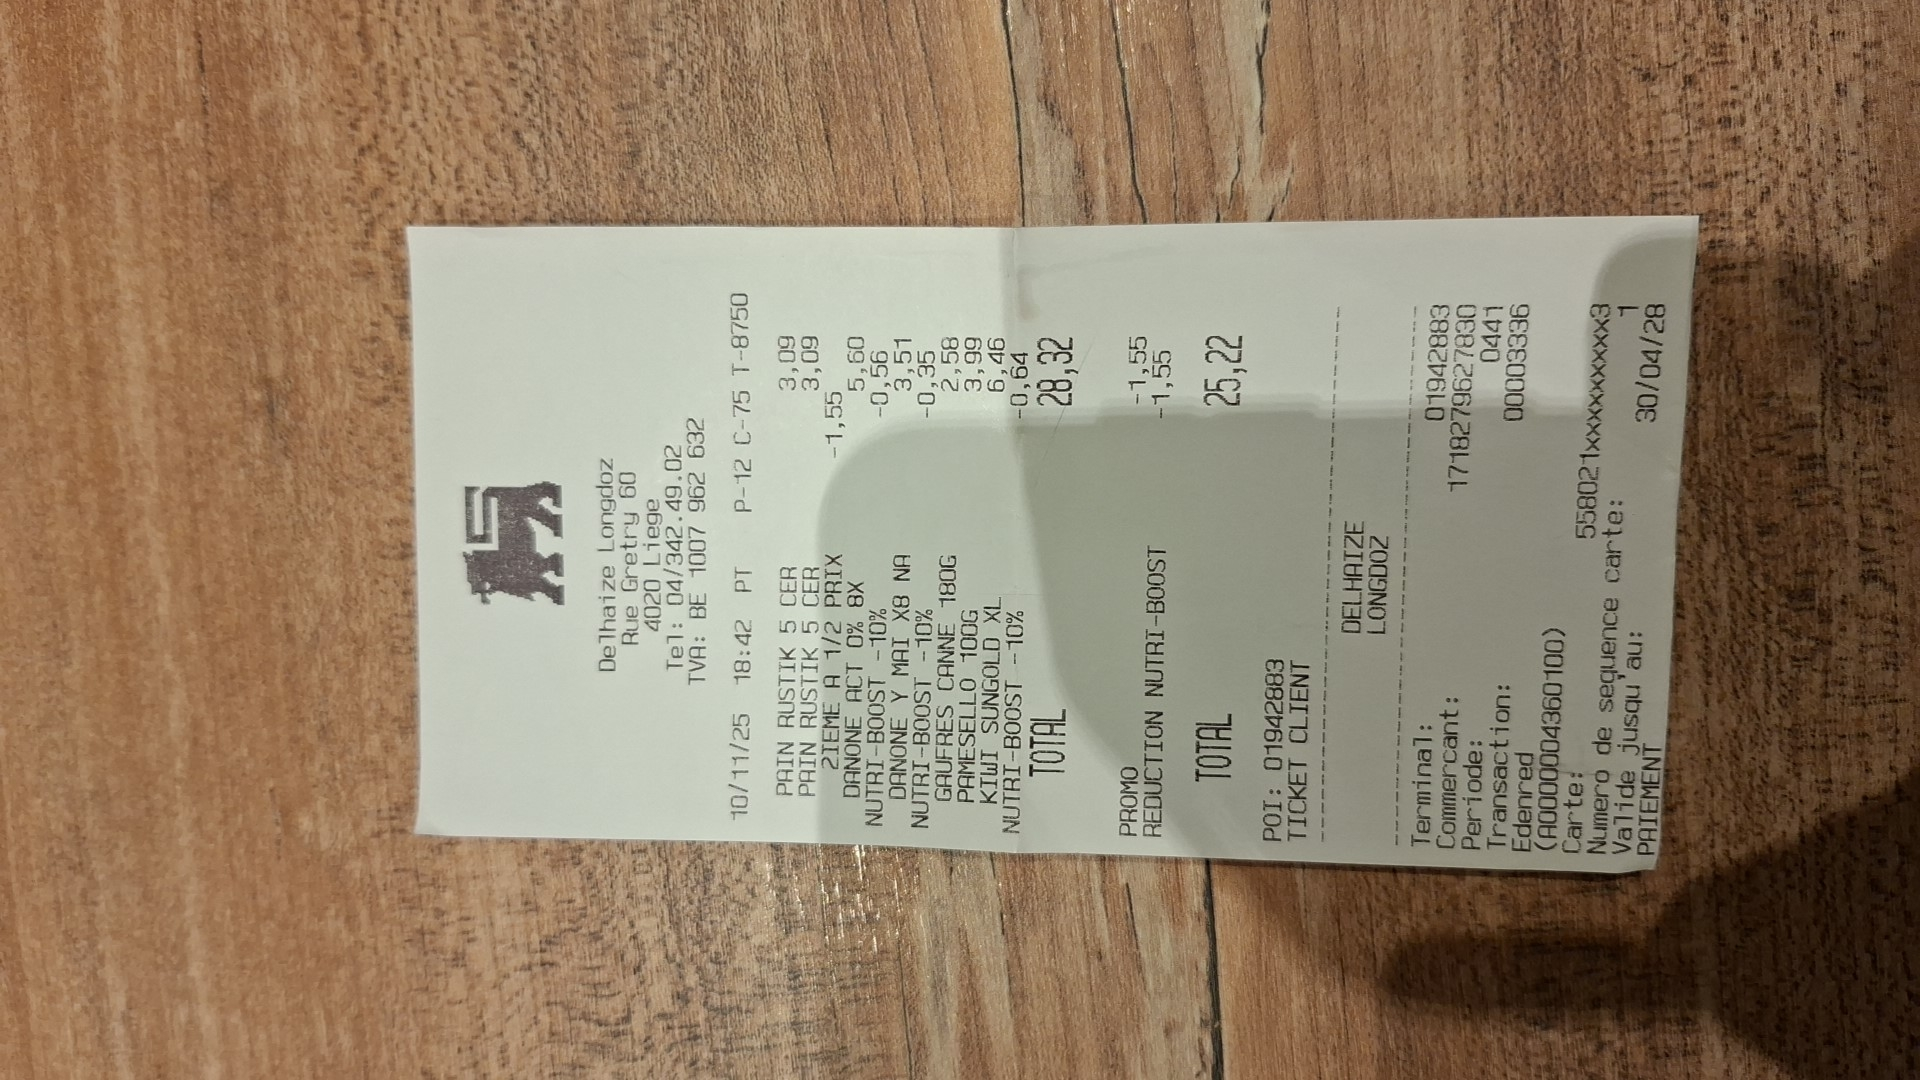 Delhaize Longdoz
Rue Gretry 60
4020 Liege
Tel: 04/342.49.02
TVA: BE 1007 962 632
10/11/25 18:42 PT P-12 C-75 T-8750
PAIN RUSTIK 5 CER 3,09
PAIN RUSTIK 5 CER 3,09
2IEME A 1/2 PRIX -1,55
DANONE ACT 0% 8X 5,60
NUTRI-BOOST -10% -0,56
DANONE Y MAI X8 NA 3,51
NUTRI-BOOST -10% -0,35
GAUFRES CANNE 180G 2,58
PAMESELLO 100G 3,99
KIWI SUNGOLD XL 6,46
NUTRI-BOOST -10% -0,64
TOTAL 28,32
PROMO -1,55
REDUCTION NUTRI-BOOST -1,55
TOTAL 25,22
POI: 01942883
TICKET CLIENT
DELHAIZE
LONGDOZ
Terminal: 01942883
Commercant: 17182796227830
Periode: 0441
Transaction: 00003336
Edenred
(A00004360100)
Carte: 558021xxxxxxxxx3
Numero de sequence carte: 1
Valide jusqu'au: 30/04/28
PAIEMENT